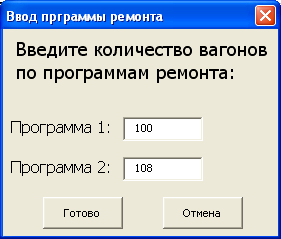 Ввод прграммы ремонта
Введите количество вагонов
по программам ремонта:
Программа 1: 100
Программа 2: 108
Готово Отмена